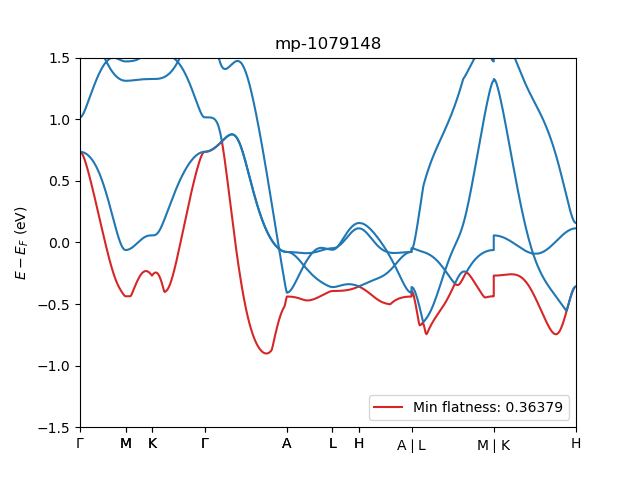 mp-1079148
E − E_F (eV)
1.5
1.0
0.5
0.0
−0.5
−1.0
−1.5
Min flatness: 0.36379
Γ M K Γ A L H A | L M | K H